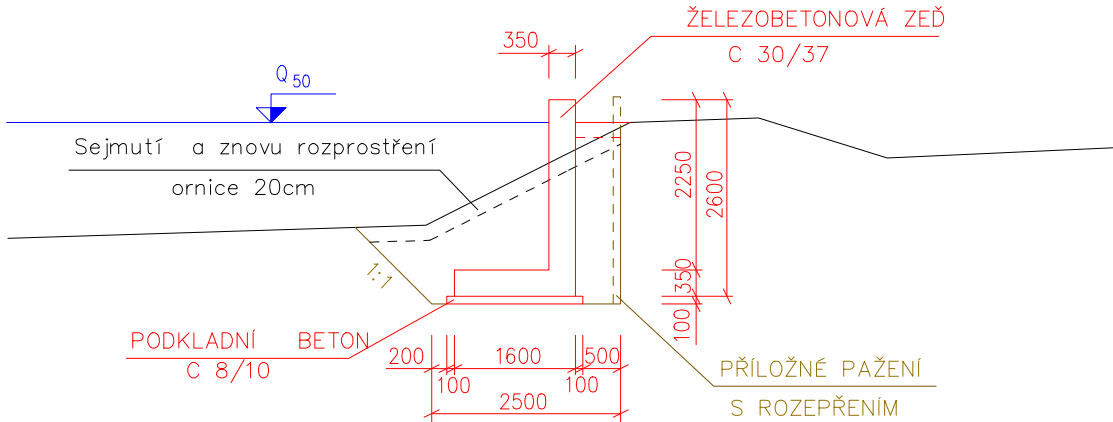 ŽELEZOBETONOVÁ ZEĎ
C 30/37
350
Q50
Sejmutí a znovu rozprostření
ornice 20cm
2250
2600
350
100
1:1
PODKLADNÍ BETON
C 8/10
200
1600
500
100
100
2500
PŘÍLOŽNÉ PAŽENÍ
S ROZEPŘENÍM